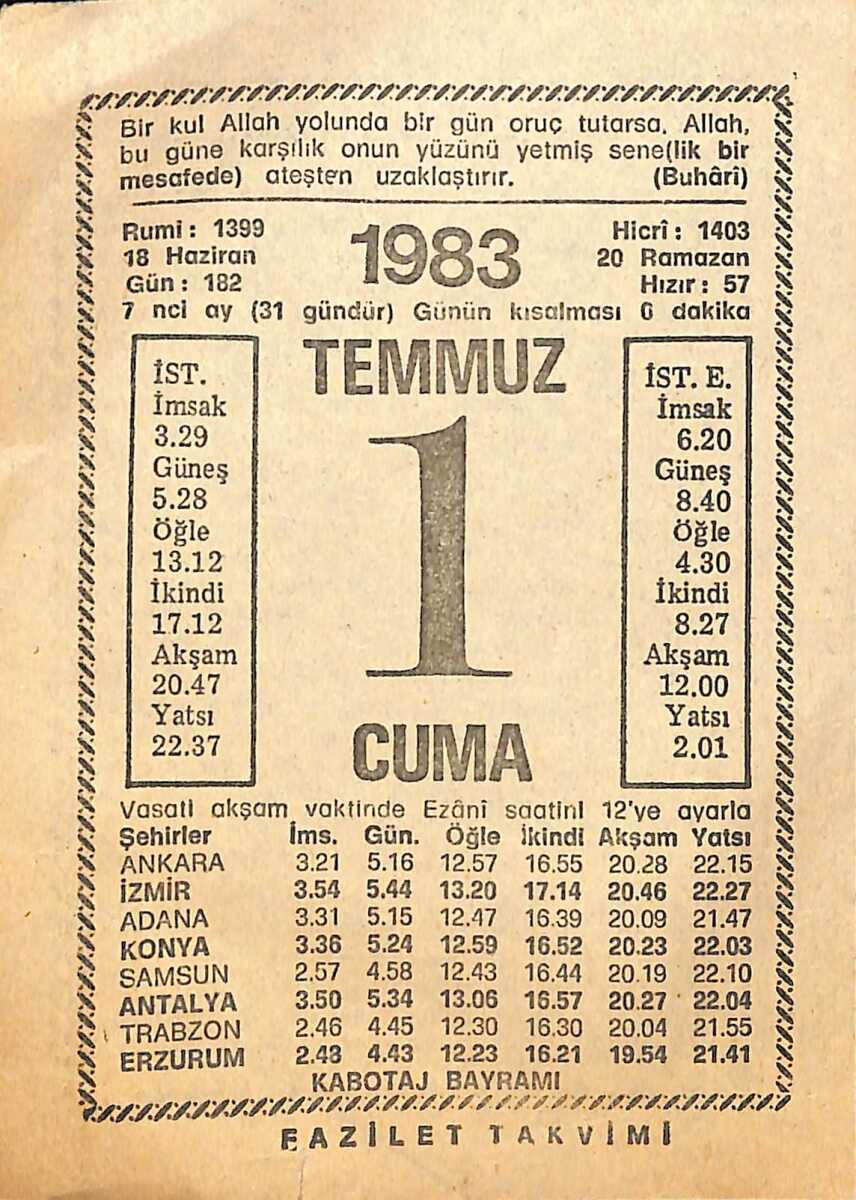 Bir kul Allah yolunda bir gün oruç tutarsa, Allah,
bu güne karşılık onun yüzünü yetmiş sene(lik bir
mesafede) ateşten uzaklaştırır. (Buhârî)
Rumi: 1399 1983 Hicrî: 1403
18 Haziran 20 Ramazan
Gün: 182 Hızır: 57
7 nci ay (31 gündür) Günün kısalması 6 dakika
TEMMUZ
1
CUMA
İST.
İmsak
3.29
Güneş
5.28
Öğle
13.12
İkindi
17.12
Akşam
20.47
Yatsı
22.37
İST. E.
İmsak
6.20
Güneş
8.40
Öğle
4.30
İkindi
8.27
Akşam
12.00
Yatsı
2.01
Vasati akşam vaktinde Ezânî saatini 12'ye ayarla
Şehirler İms. Gün. Öğle İkindi Akşam Yatsı
ANKARA 3.21 5.16 12.57 16.55 20.28 22.15
İZMİR 3.54 5.44 13.20 17.14 20.46 22.27
ADANA 3.31 5.15 12.47 16.39 20.09 21.47
KONYA 3.36 5.24 12.59 16.52 20.23 22.03
SAMSUN 2.57 4.58 12.43 16.44 20.19 22.10
ANTALYA 3.50 5.34 13.06 16.57 20.27 22.04
TRABZON 2.46 4.45 12.30 16.30 20.04 21.55
ERZURUM 2.43 4.43 12.23 16.21 19.54 21.41
KABOTAJ BAYRAMI
FAZİLET TAKVİMİ